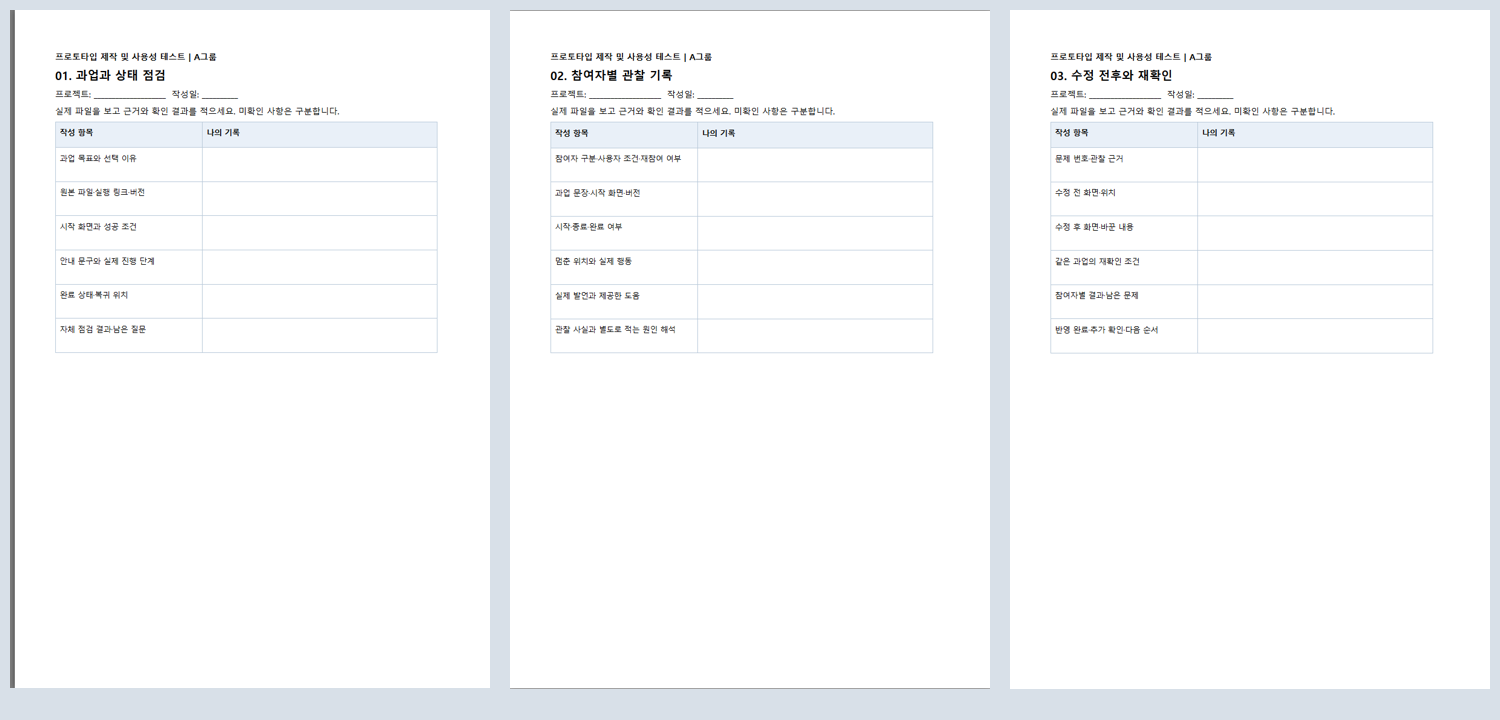 프로토타입 제작 및 사용성 테스트 | A그룹
01. 과업과 상태 점검
프로젝트: ________________ 작성일: ________
실제 파일을 보고 근거와 확인 결과를 적으세요. 미확인 사항은 구분합니다.
작성 항목 나의 기록
과업 목표와 선택 이유
원본 파일·실행 링크·버전
시작 화면과 성공 조건
안내 문구와 실제 진행 단계
완료 상태·복귀 위치
자체 점검 결과·남은 질문
프로토타입 제작 및 사용성 테스트 | A그룹
02. 참여자별 관찰 기록
프로젝트: ________________ 작성일: ________
실제 파일을 보고 근거와 확인 결과를 적으세요. 미확인 사항은 구분합니다.
작성 항목 나의 기록
참여자 구분·사용자 조건·재참여 여부
과업 문장·시작 화면·버전
시작·종료·완료 여부
멈춘 위치와 실제 행동
실제 발언과 제공한 도움
관찰 사실과 별도로 적는 원인 해석
프로토타입 제작 및 사용성 테스트 | A그룹
03. 수정 전후와 재확인
프로젝트: ________________ 작성일: ________
실제 파일을 보고 근거와 확인 결과를 적으세요. 미확인 사항은 구분합니다.
작성 항목 나의 기록
문제 번호·관찰 근거
수정 전 화면·위치
수정 후 화면·바꾼 내용
같은 과업의 재확인 조건
참여자별 결과·남은 문제
반영 완료·추가 확인·다음 순서